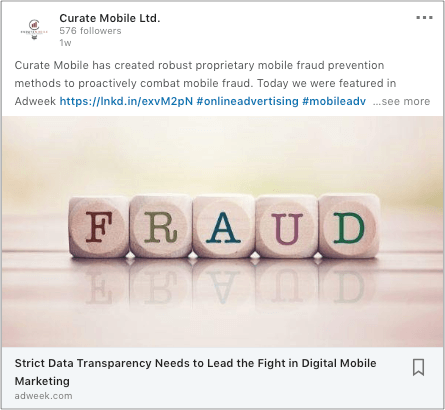 Curate Mobile Ltd.
576 followers
1w
Curate Mobile has created robust proprietary mobile fraud prevention
methods to proactively combat mobile fraud. Today we were featured in
Adweek https://lnkd.in/exvM2pN #onlineadvertising #mobileadv ...see more
FRAUD
Strict Data Transparency Needs to Lead the Fight in Digital Mobile
Marketing
adweek.com